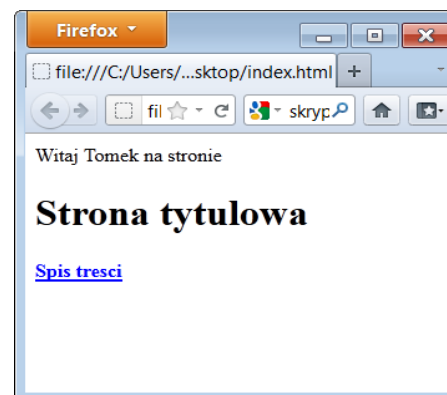 Firefox
file:///C:/Users/...sktop/index.html
fil
skryp
Witaj Tomek na stronie
Strona tytulowa
Spis tresci